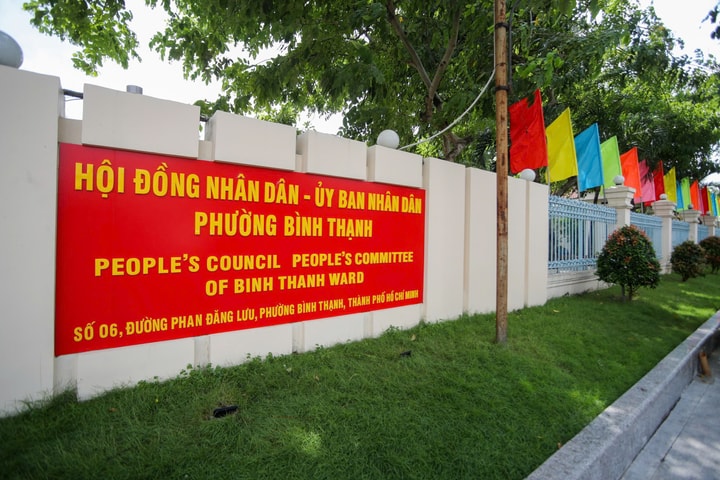 HỘI ĐỒNG NHÂN DÂN - ỦY BAN NHÂN DÂN
PHƯỜNG BÌNH THẠNH
PEOPLE'S COUNCIL PEOPLE'S COMMITTEE
OF BINH THANH WARD
SỐ 06, ĐƯỜNG PHAN ĐĂNG LƯU, PHƯỜNG BÌNH THẠNH, THÀNH PHỐ HỒ CHÍ MINH